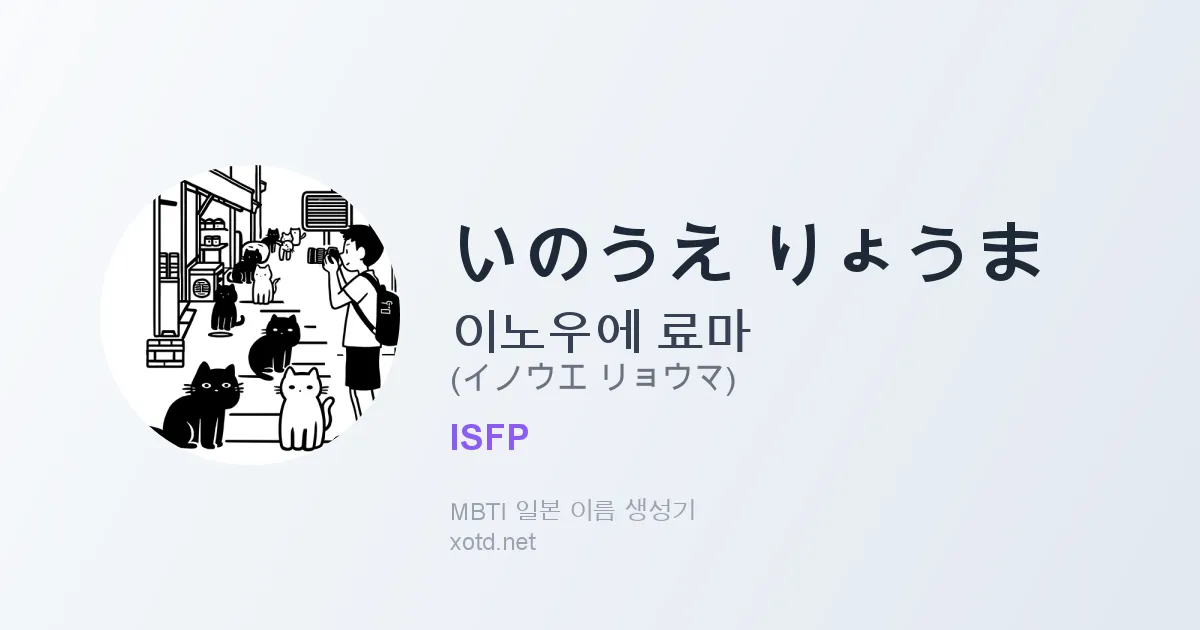 いのうえ りょうま
이노우에 료마
(イノウエ リョウマ)
ISFP
MBTI 일본 이름 생성기
xotd.net